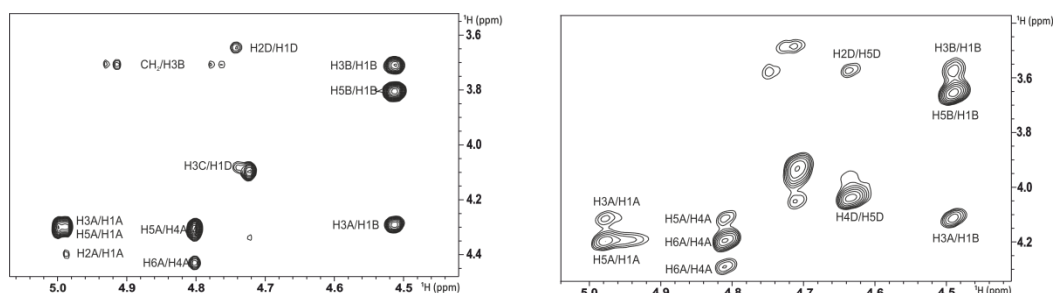 ¹H (ppm)
3.6
H2D/H1D
CH₂/H3B
H3B/H1B
H5B/H1B
3.8
4.0
H3C/H1D
4.2
H3A/H1A
H5A/H1A
H5A/H4A
H3A/H1B
H2A/H1A
H6A/H4A
4.4
5.0
4.9
4.8
4.7
4.6
4.5
¹H (ppm)
¹H (ppm)
H2D/H5D
H3B/H1B
3.6
H5B/H1B
3.8
4.0
H3A/H1A
H5A/H4A
H4D/H5D
H6A/H4A
H3A/H1B
4.2
H5A/H1A
H6A/H4A
5.0
4.9
4.8
4.7
4.6
4.5
¹H (ppm)